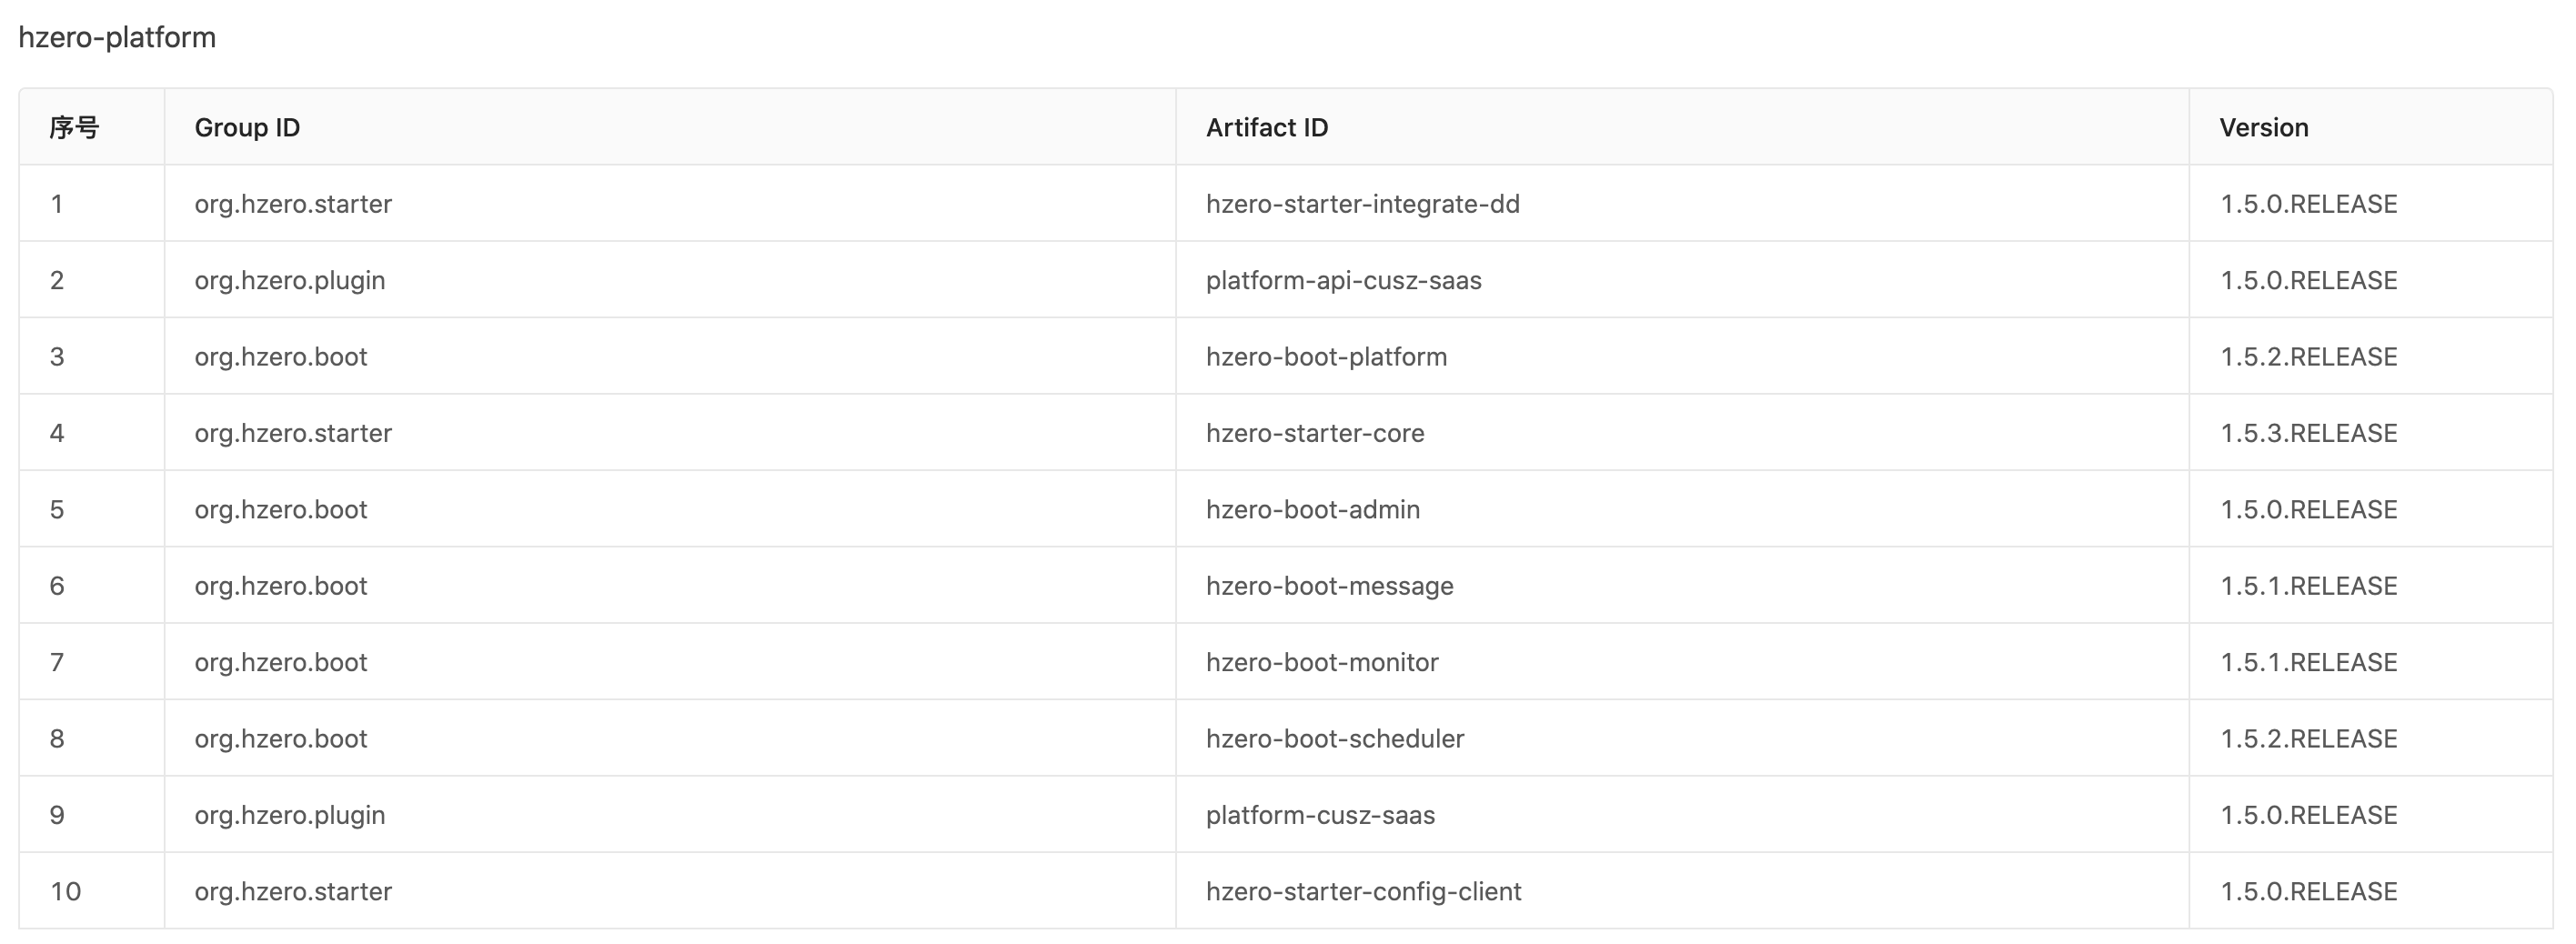 hzero-platform
序号 Group ID Artifact ID Version
1 org.hzero.starter hzero-starter-integrate-dd 1.5.0.RELEASE
2 org.hzero.plugin platform-api-cusz-saas 1.5.0.RELEASE
3 org.hzero.boot hzero-boot-platform 1.5.2.RELEASE
4 org.hzero.starter hzero-starter-core 1.5.3.RELEASE
5 org.hzero.boot hzero-boot-admin 1.5.0.RELEASE
6 org.hzero.boot hzero-boot-message 1.5.1.RELEASE
7 org.hzero.boot hzero-boot-monitor 1.5.1.RELEASE
8 org.hzero.boot hzero-boot-scheduler 1.5.2.RELEASE
9 org.hzero.plugin platform-cusz-saas 1.5.0.RELEASE
10 org.hzero.starter hzero-starter-config-client 1.5.0.RELEASE